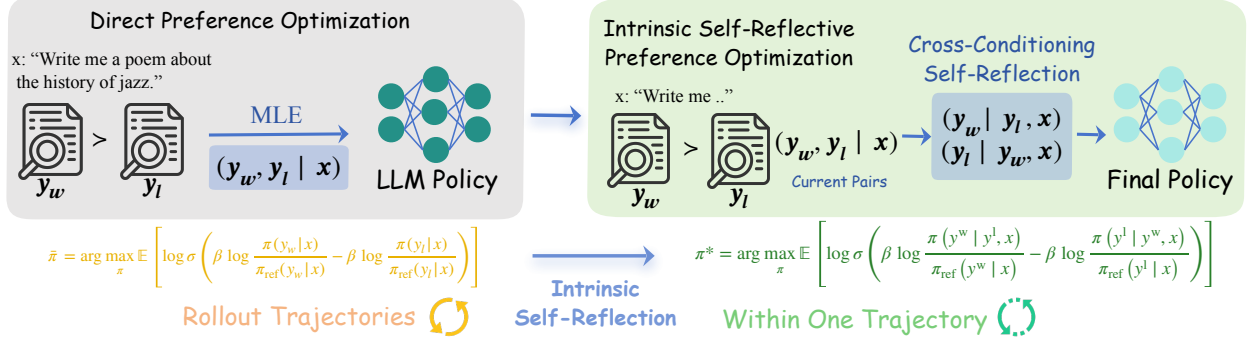 Direct Preference Optimization
x: “Write me a poem about
the history of jazz.”
y_w
>
y_l
MLE
(y_w, y_l | x)
LLM Policy
Intrinsic Self-Reflective
Preference Optimization
x: “Write me ..”
y_w
>
y_l
(y_w, y_l | x)
Current Pairs
Cross-Conditioning
Self-Reflection
(y_w | y_l, x)
(y_l | y_w, x)
Final Policy
π̄ = arg max_π 𝔼 [log σ (β log π(y_w|x) / π_ref(y_w|x) − β log π(y_l|x) / π_ref(y_l|x))]
π* = arg max_π 𝔼 [log σ (β log π(y^w | y^l, x) / π_ref(y^w | x) − β log π(y^l | y^w, x) / π_ref(y^l | x))]
Rollout Trajectories
Intrinsic
Self-Reflection
Within One Trajectory